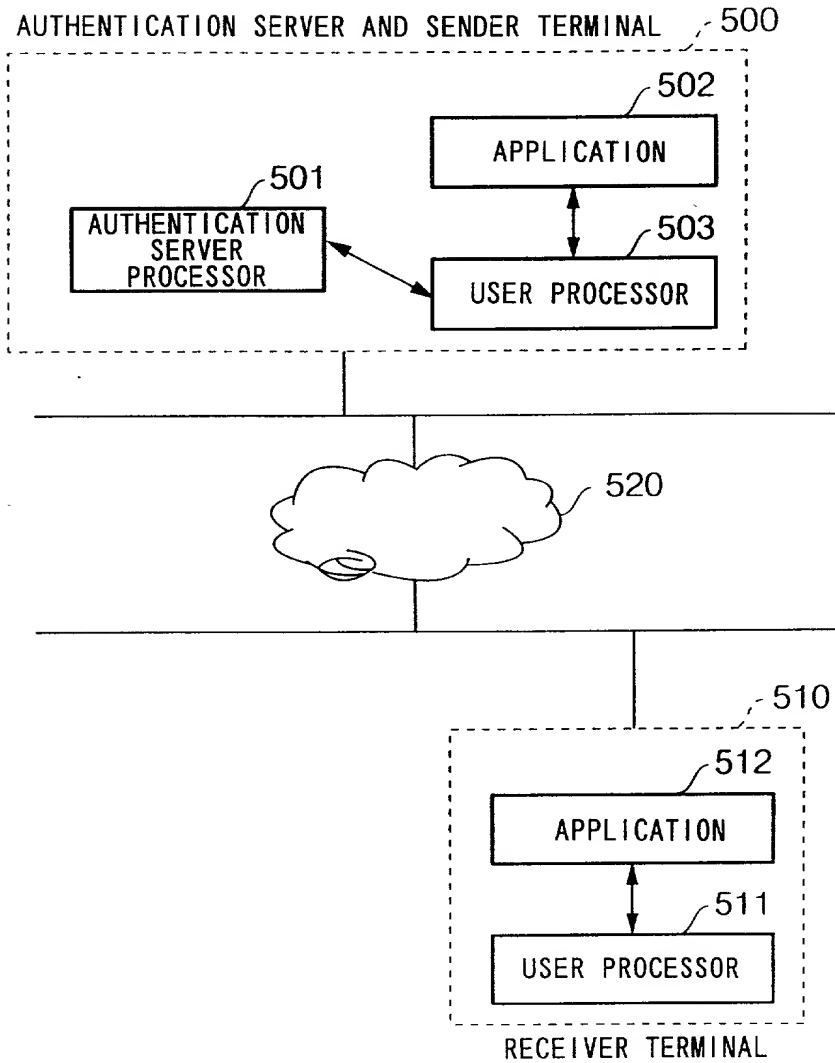 AUTHENTICATION SERVER AND SENDER TERMINAL
500
502
APPLICATION
501
AUTHENTICATION
SERVER
PROCESSOR
503
USER PROCESSOR
520
510
512
APPLICATION
511
USER PROCESSOR
RECEIVER TERMINAL